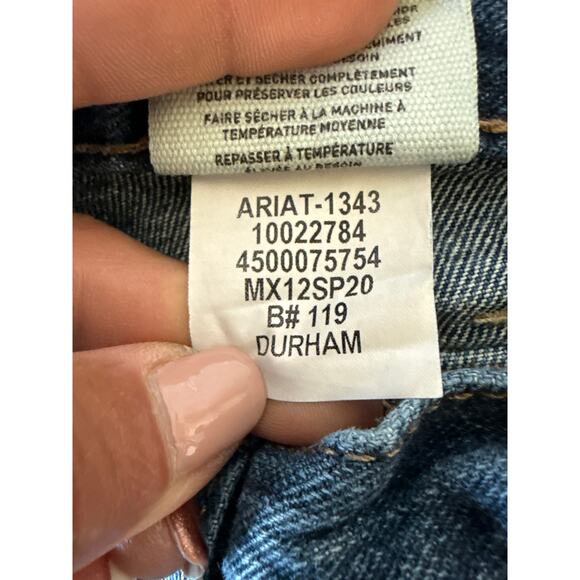 POUR PRÉSERVER LES COULEURS
FAIRE SÉCHER À LA MACHINE À
TEMPÉRATURE MOYENNE
REPASSER À TEMPÉRATURE
ARIAT-1343
10022784
4500075754
MX12SP20
B# 119
DURHAM